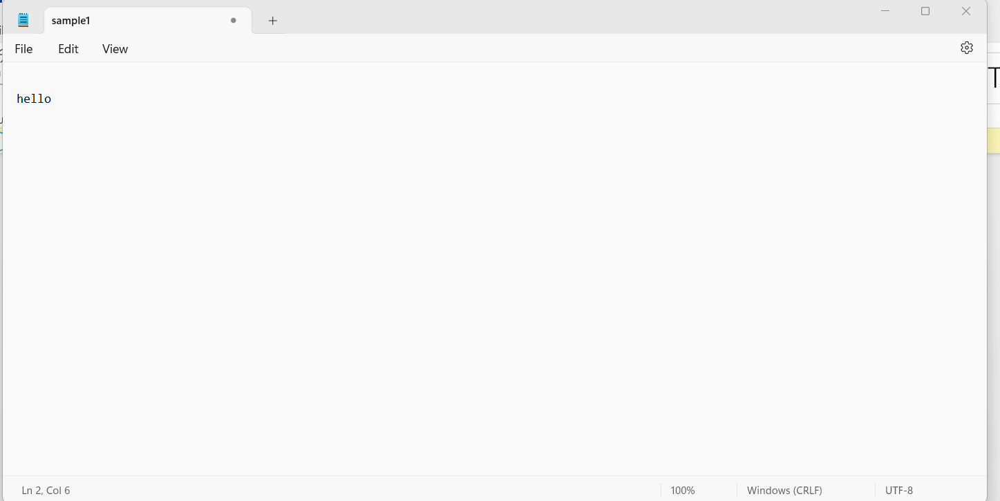 sample1
File Edit View
hello
Ln 2, Col 6
100%
Windows (CRLF)
UTF-8